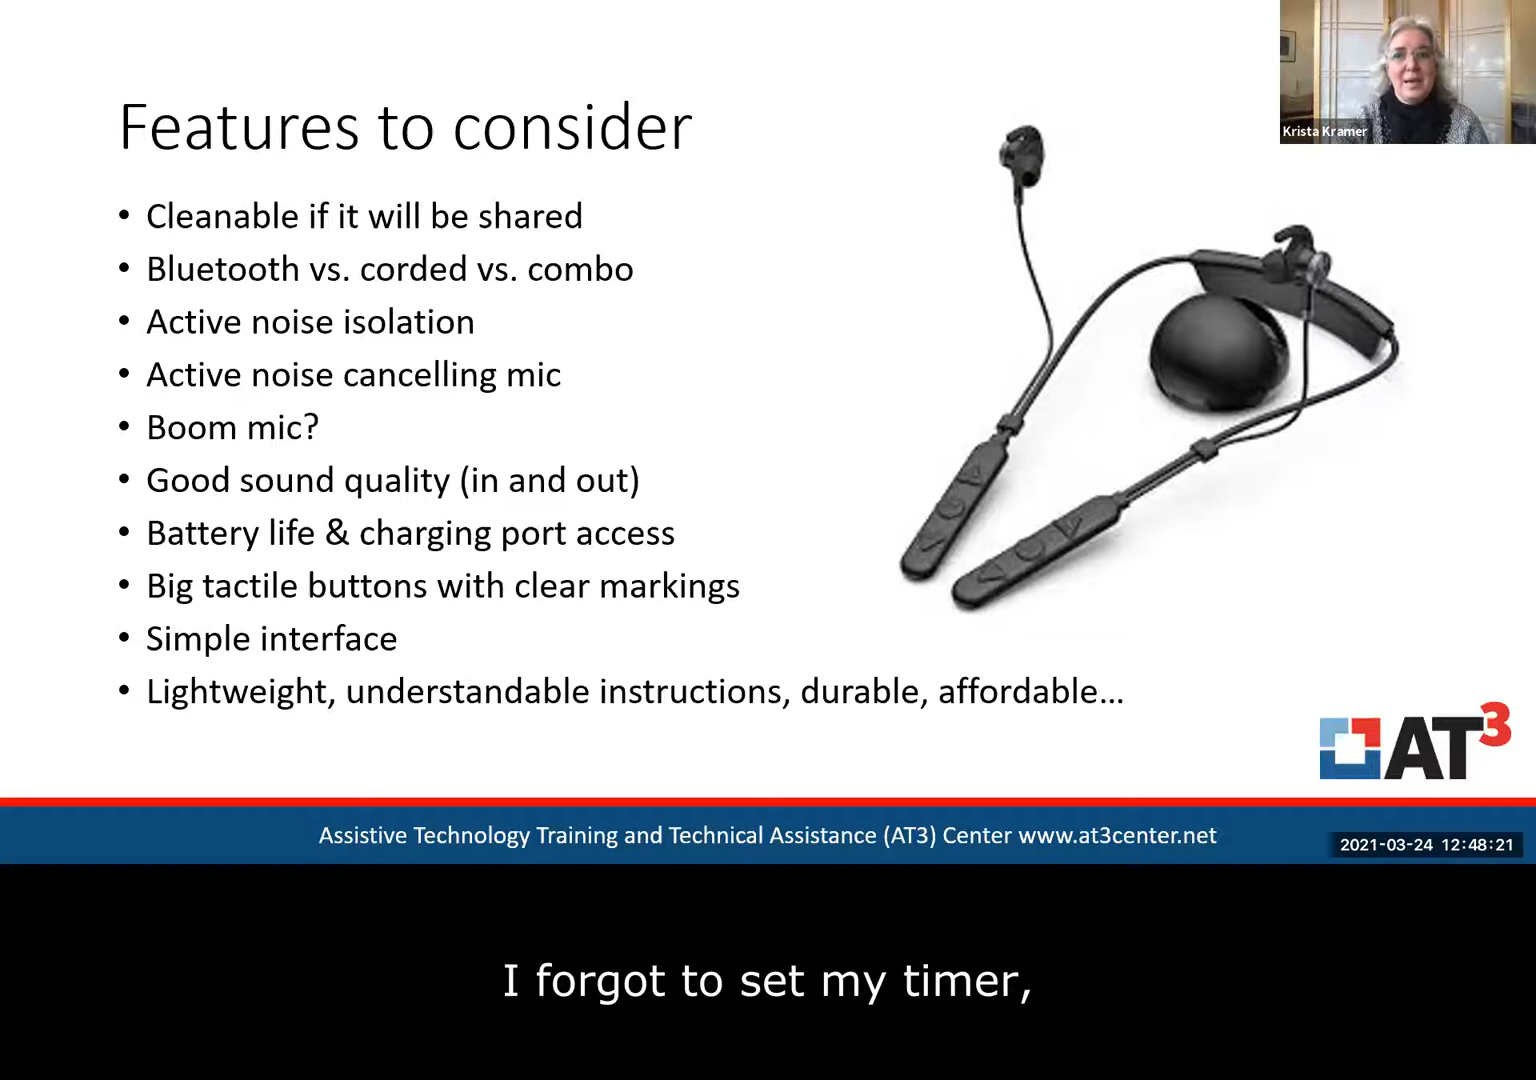 Krista Kramer
Features to consider
• Cleanable if it will be shared
• Bluetooth vs. corded vs. combo
• Active noise isolation
• Active noise cancelling mic
• Boom mic?
• Good sound quality (in and out)
• Battery life & charging port access
• Big tactile buttons with clear markings
• Simple interface
• Lightweight, understandable instructions, durable, affordable…
AT3
Assistive Technology Training and Technical Assistance (AT3) Center www.at3center.net
2021-03-24 12:48:21
I forgot to set my timer,